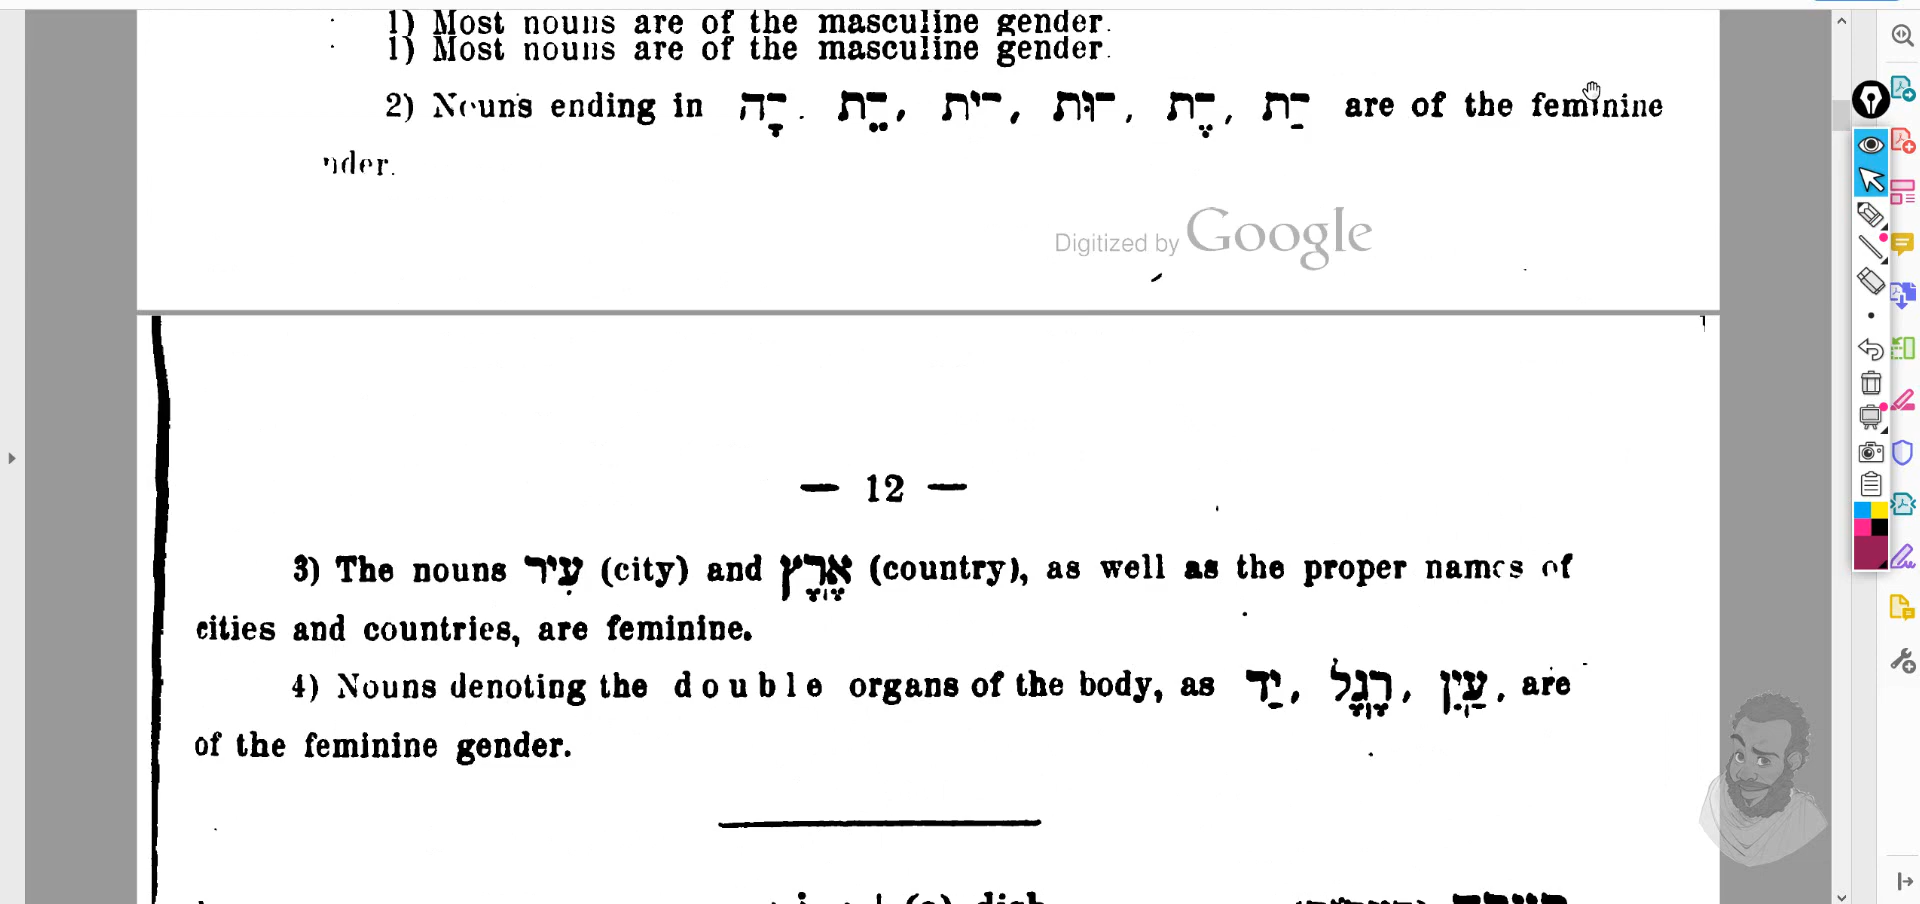 1) Most nouns are of the masculine gender.
1) Most nouns are of the masculine gender.
2) Nouns ending in ־ָה. ־ֵת, ־ית, ־וּת, ־ֶת, ־ַת are of the feminine
nder.
Digitized by Google
— 12 —
3) The nouns עִיר (city) and אֶרֶץ (country), as well as the proper names of
cities and countries, are feminine.
4) Nouns denoting the double organs of the body, as יַד, רֶגֶל, עַיִן, are
of the feminine gender.
(a) dish